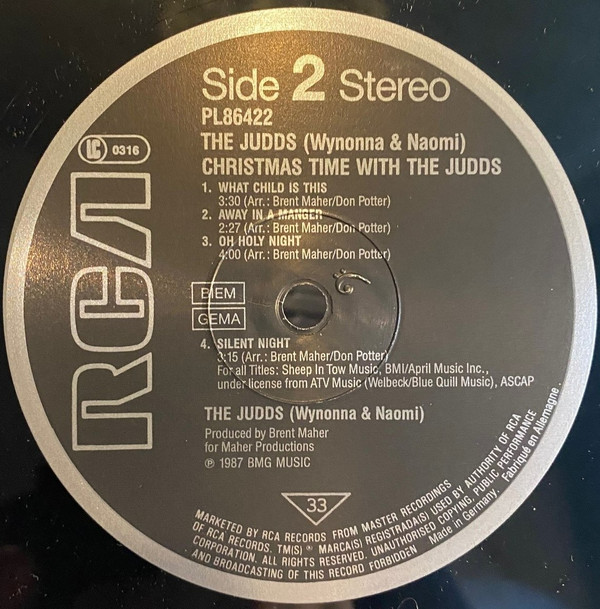 Side 2 Stereo
PL86422
THE JUDDS (Wynonna & Naomi)
CHRISTMAS TIME WITH THE JUDDS
LC 0316
RCA
1. WHAT CHILD IS THIS
3:30 (Arr.: Brent Maher/Don Potter)
2. AWAY IN A MANGER
2:27 (Arr.: Brent Maher/Don Potter)
3. OH HOLY NIGHT
4:00 (Arr.: Brent Maher/Don Potter)
BIEM
GEMA
4. SILENT NIGHT
3:15 (Arr.: Brent Maher/Don Potter)
For all Titles: Sheep In Tow Music, BMI/April Music Inc.,
under license from ATV Music (Welbeck/Blue Quill Music), ASCAP
THE JUDDS (Wynonna & Naomi)
Produced by Brent Maher
for Maher Productions
℗ 1987 BMG MUSIC
33
MARKETED BY RCA RECORDS FROM MASTER RECORDINGS
OF RCA RECORDS. TM(S) ® MARCA(S) REGISTRADA(S) USED BY AUTHORITY OF RCA
CORPORATION. ALL RIGHTS RESERVED. UNAUTHORISED COPYING, PUBLIC PERFORMANCE
AND BROADCASTING OF THIS RECORD FORBIDDEN Made in Germany. Fabriqué en Allemagne.